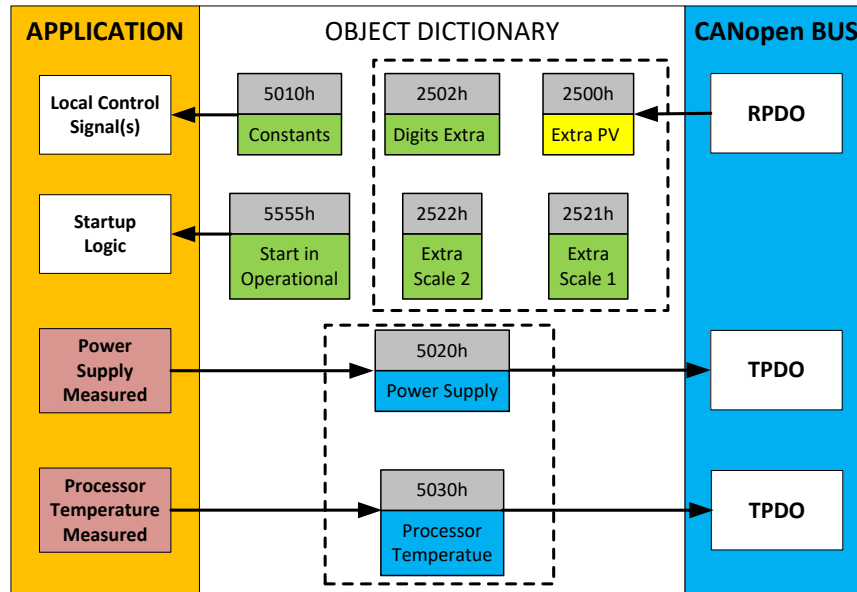 APPLICATION
OBJECT DICTIONARY
CANopen BUS
Local Control
Signal(s)
5010h
Constants
2502h
Digits Extra
2500h
Extra PV
RPDO
Startup
Logic
5555h
Start in
Operational
2522h
Extra
Scale 2
2521h
Extra
Scale 1
Power
Supply
Measured
5020h
Power Supply
TPDO
Processor
Temperature
Measured
5030h
Processor
Temperatue
TPDO